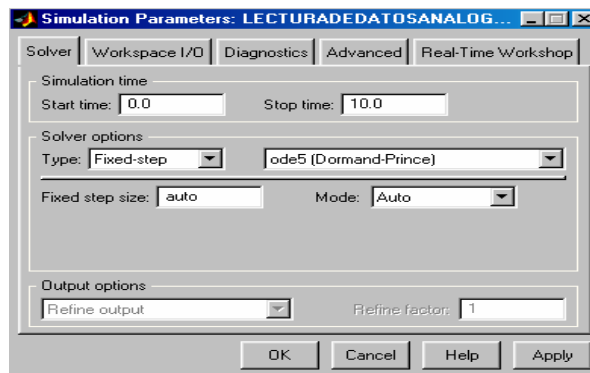 Simulation Parameters: LECTURADEDATOSANALOG...
Solver Workspace I/O Diagnostics Advanced Real-Time Workshop
Simulation time
Start time: 0.0 Stop time: 10.0
Solver options
Type: Fixed-step ode5 (Dormand-Prince)
Fixed step size: auto Mode: Auto
Output options
Refine output Refine factor: 1
OK Cancel Help Apply